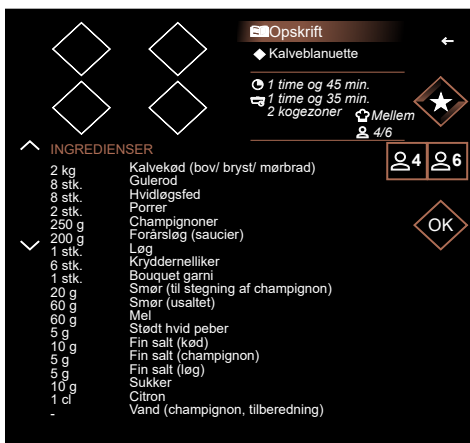 Opskrift
Kalveblanuette
1 time og 45 min.
1 time og 35 min.
2 kogezoner
Mellem
4/6
INGREDIENSER
4 6
2 kg Kalvekød (bov/ bryst/ mørbrad)
8 stk. Gulerod
8 stk. Hvidløgsfed
2 stk. Porrer
250 g Champignoner
200 g Forårsløg (saucier)
1 stk. Løg
6 stk. Kryddernelliker
1 stk. Bouquet garni
20 g Smør (til stegning af champignon)
60 g Smør (usaltet)
60 g Mel
5 g Stødt hvid peber
10 g Fin salt (kød)
5 g Fin salt (champignon)
5 g Fin salt (løg)
10 g Sukker
1 cl Citron
- Vand (champignon, tilberedning)
OK